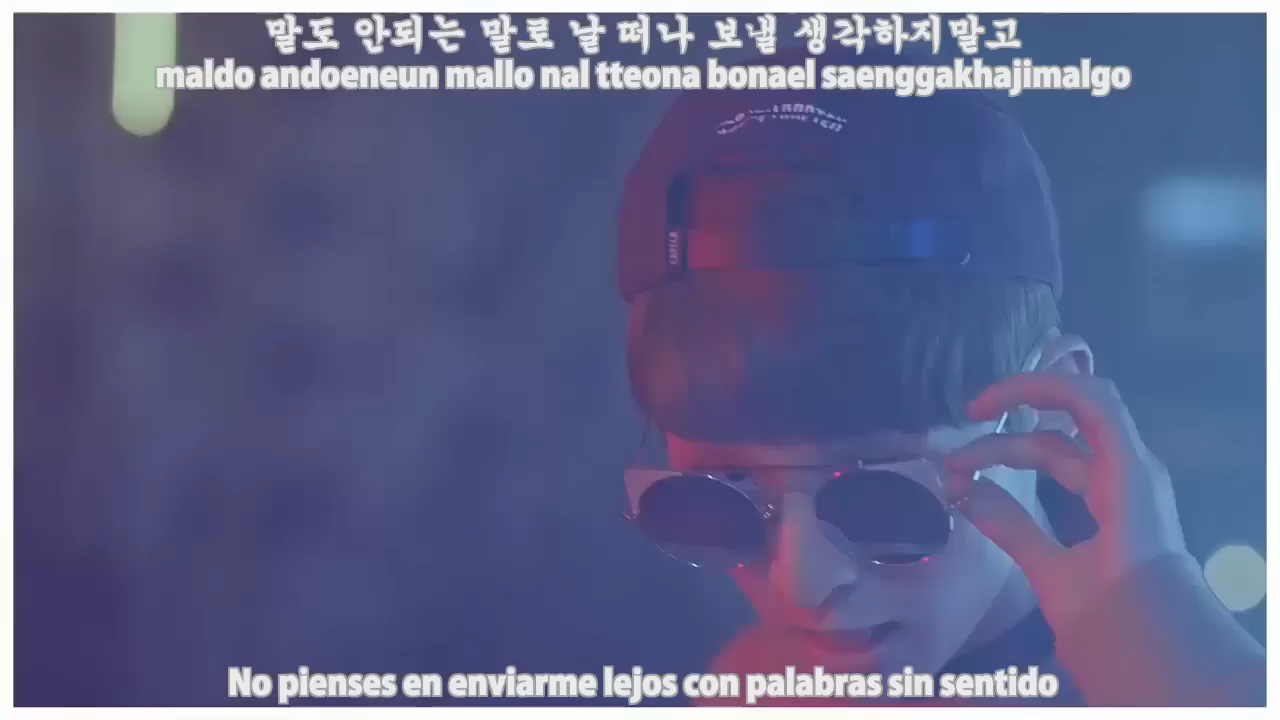 말도 안되는 말로 날 떠나 보낼 생각하지말고
maldo andoeneun mallo nal tteona bonael saenggakhajimalgo
No pienses en enviarme lejos con palabras sin sentido